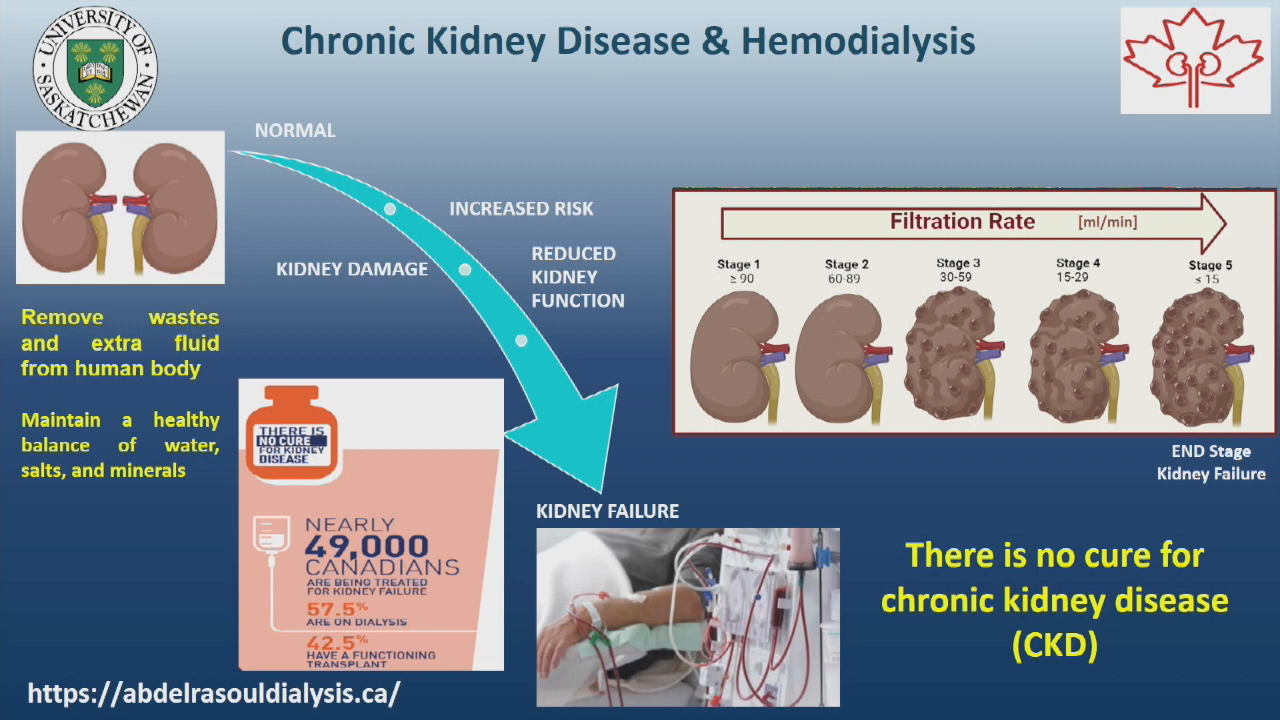 Chronic Kidney Disease & Hemodialysis
UNIVERSITY OF
SASKATCHEWAN
NORMAL
INCREASED RISK
KIDNEY DAMAGE
REDUCED
KIDNEY
FUNCTION
KIDNEY FAILURE
Remove wastes
and extra fluid
from human body
Maintain a healthy
balance of water,
salts, and minerals
THERE IS
NO CURE
FOR KIDNEY
DISEASE
NEARLY
49,000
CANADIANS
ARE BEING TREATED
FOR KIDNEY FAILURE
57.5%
ARE ON DIALYSIS
42.5%
HAVE A FUNCTIONING
TRANSPLANT
Filtration Rate [ml/min]
Stage 1
≥ 90
Stage 2
60-89
Stage 3
30-59
Stage 4
15-29
Stage 5
≤ 15
END Stage
Kidney Failure
There is no cure for
chronic kidney disease
(CKD)
https://abdelrasouldialysis.ca/